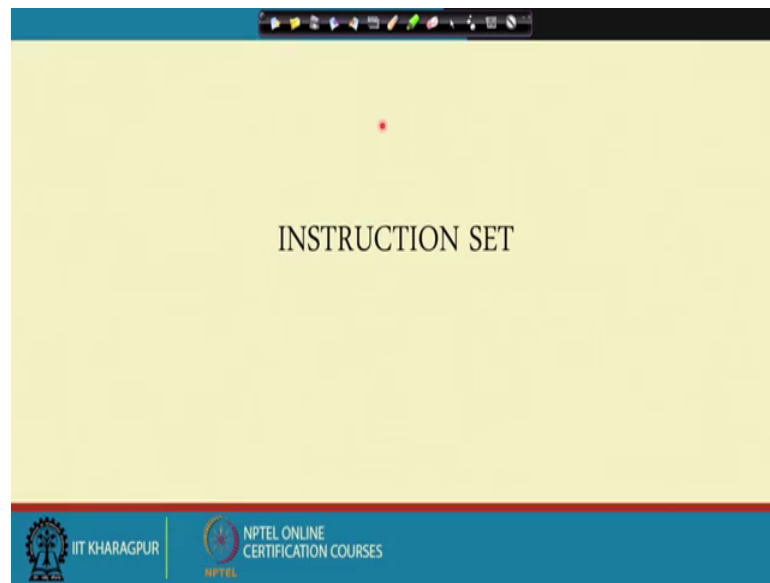 INSTRUCTION SET
IIT KHARAGPUR
NPTEL
NPTEL ONLINE
CERTIFICATION COURSES